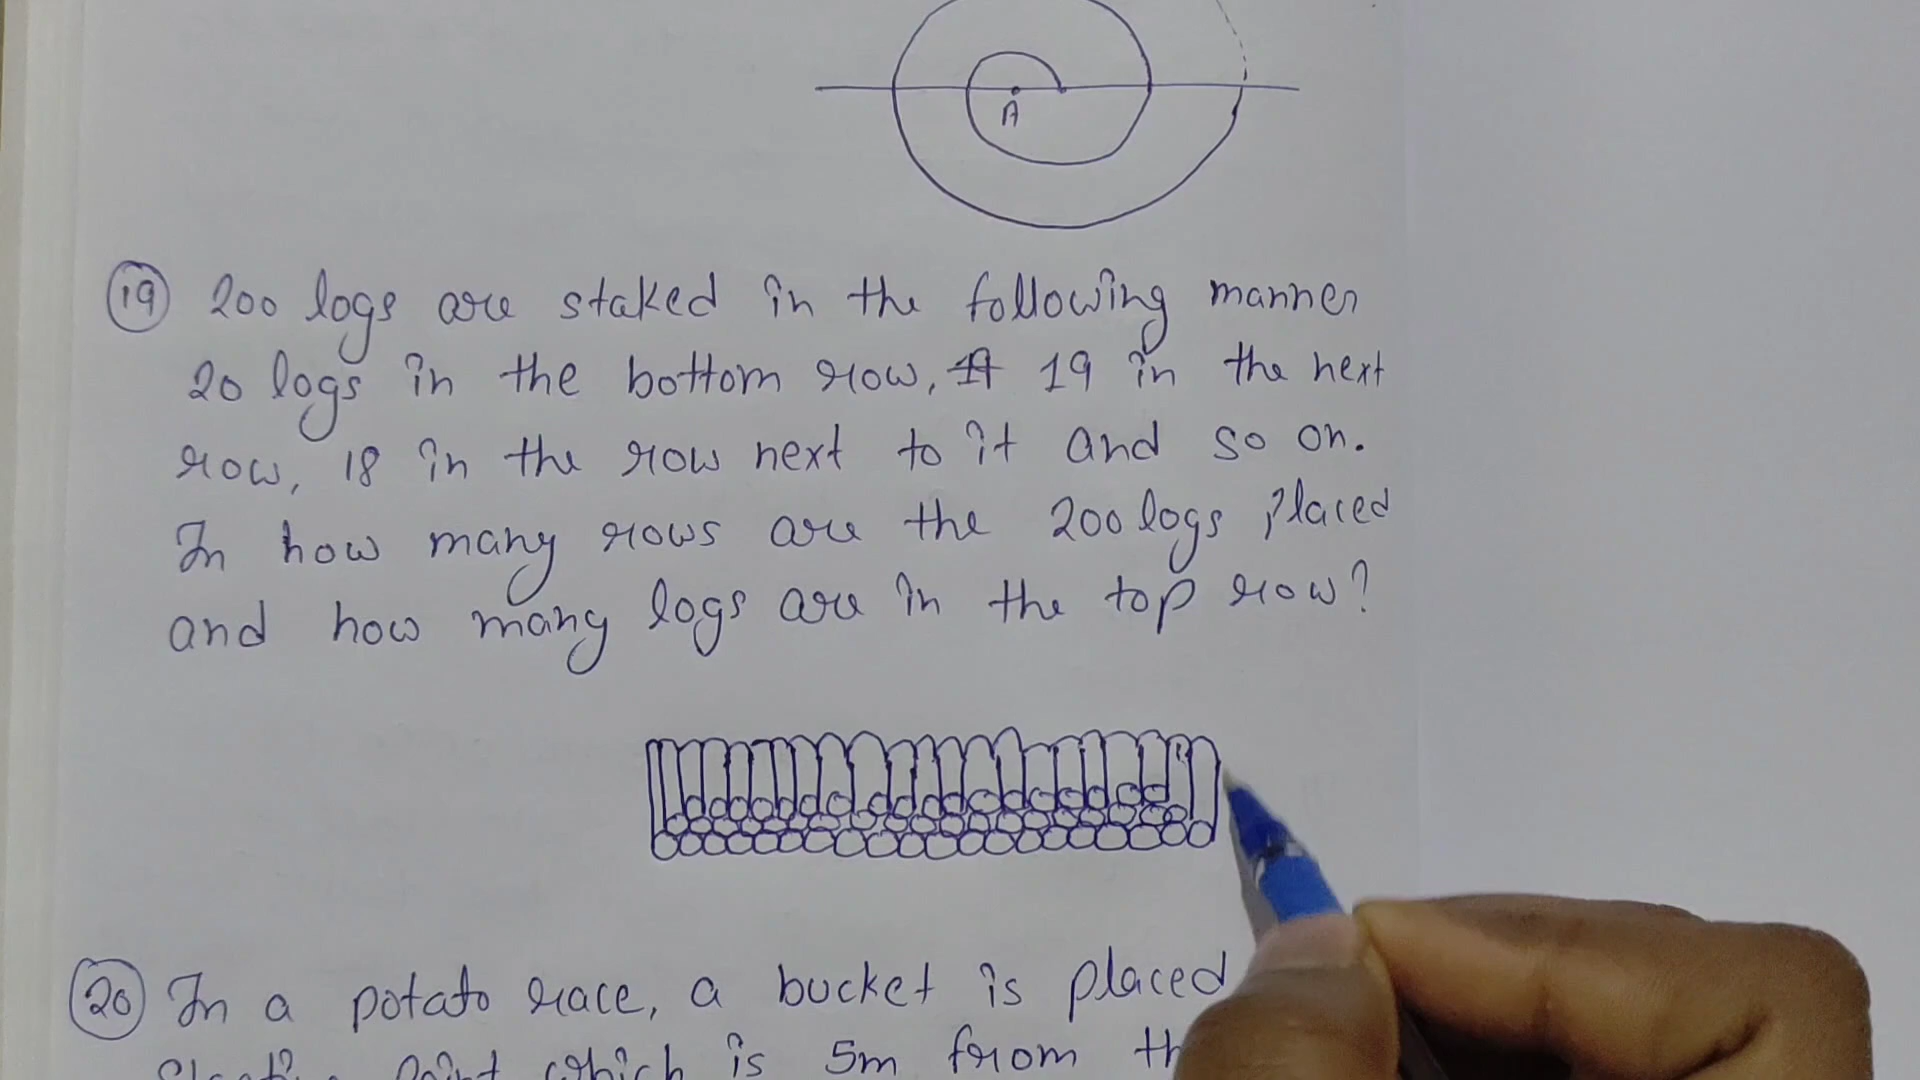 A
19 200 logs are staked in the following manner
20 logs in the bottom row, 19 in the next
row, 18 in the row next to it and so on.
In how many rows are the 200 logs placed
and how many logs are in the top row?
20 In a potato race, a bucket is placed
point which is 5m from